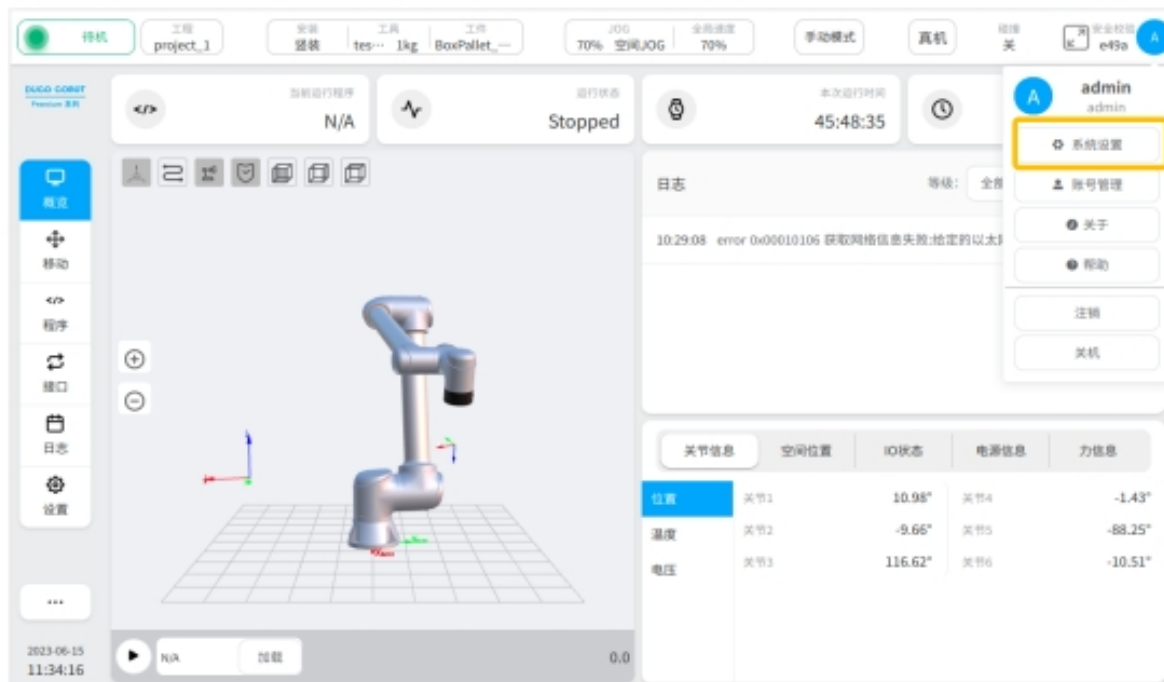 待机
工程
project_1
安装
竖装
工具
tes··· 1kg
工件
BoxPallet_···
JOG
70% 空间JOG
全局速度
70%
手动模式
真机
碰撞
关
安全校验
e49a
A
DUCO COBOT
Premium 系列
当前运行程序
N/A
运行状态
Stopped
本次运行时间
45:48:35
A
admin
admin
系统设置
账号管理
关于
帮助
注销
关机
概览
移动
程序
接口
日志
设置
...
2023-06-15
11:34:16
日志
等级:
全部
10:29:08 error 0x00010106 获取网络信息失败:给定的以太
关节信息
空间位置
IO状态
电源信息
力信息
位置
温度
电压
关节1 10.98° 关节4 -1.43°
关节2 -9.66° 关节5 -88.25°
关节3 116.62° 关节6 -10.51°
N/A
加载
0.0